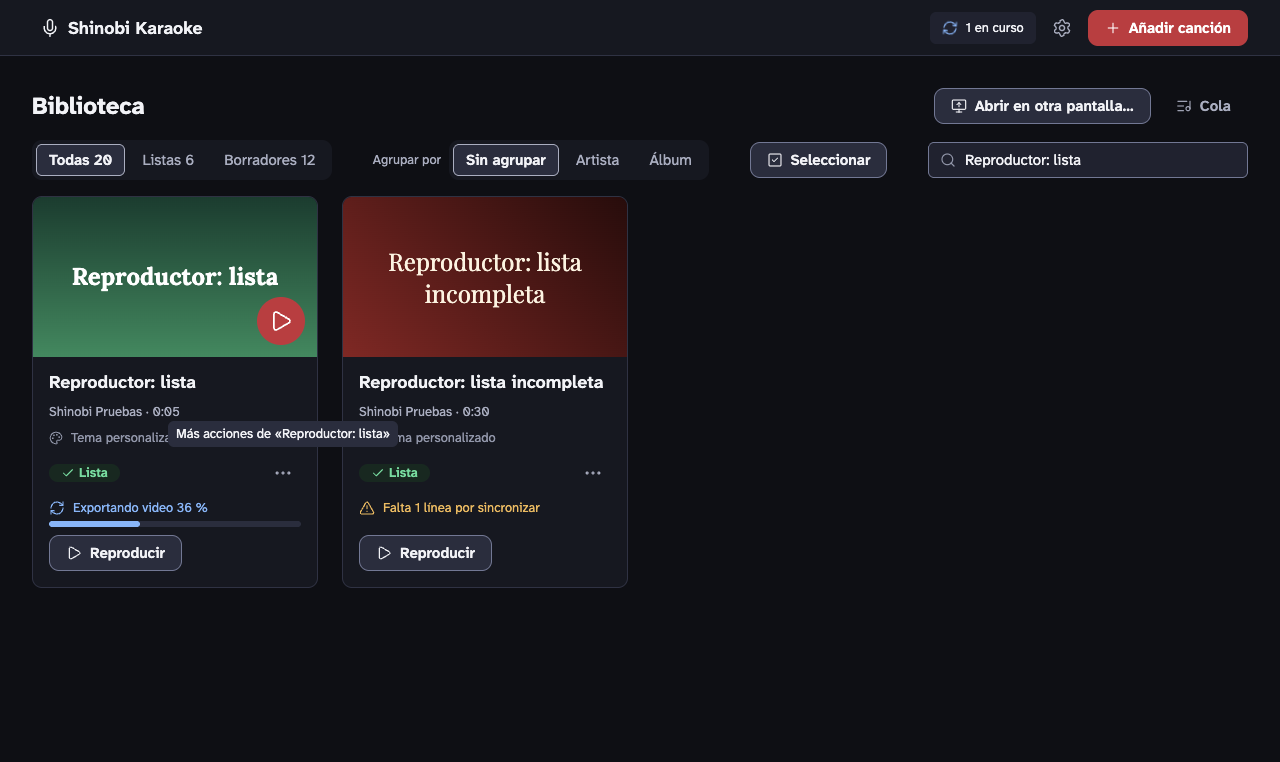 Shinobi Karaoke
1 en curso
Añadir canción
Biblioteca
Abrir en otra pantalla...
Cola
Todas 20
Listas 6
Borradores 12
Agrupar por
Sin agrupar
Artista
Álbum
Seleccionar
Reproductor: lista
Reproductor: lista
Reproductor: lista
Shinobi Pruebas · 0:05
Tema personaliza
Más acciones de «Reproductor: lista»
Lista
Exportando video 36 %
Reproducir
Reproductor: lista
incompleta
Reproductor: lista incompleta
Shinobi Pruebas · 0:30
ma personalizado
Lista
Falta 1 línea por sincronizar
Reproducir